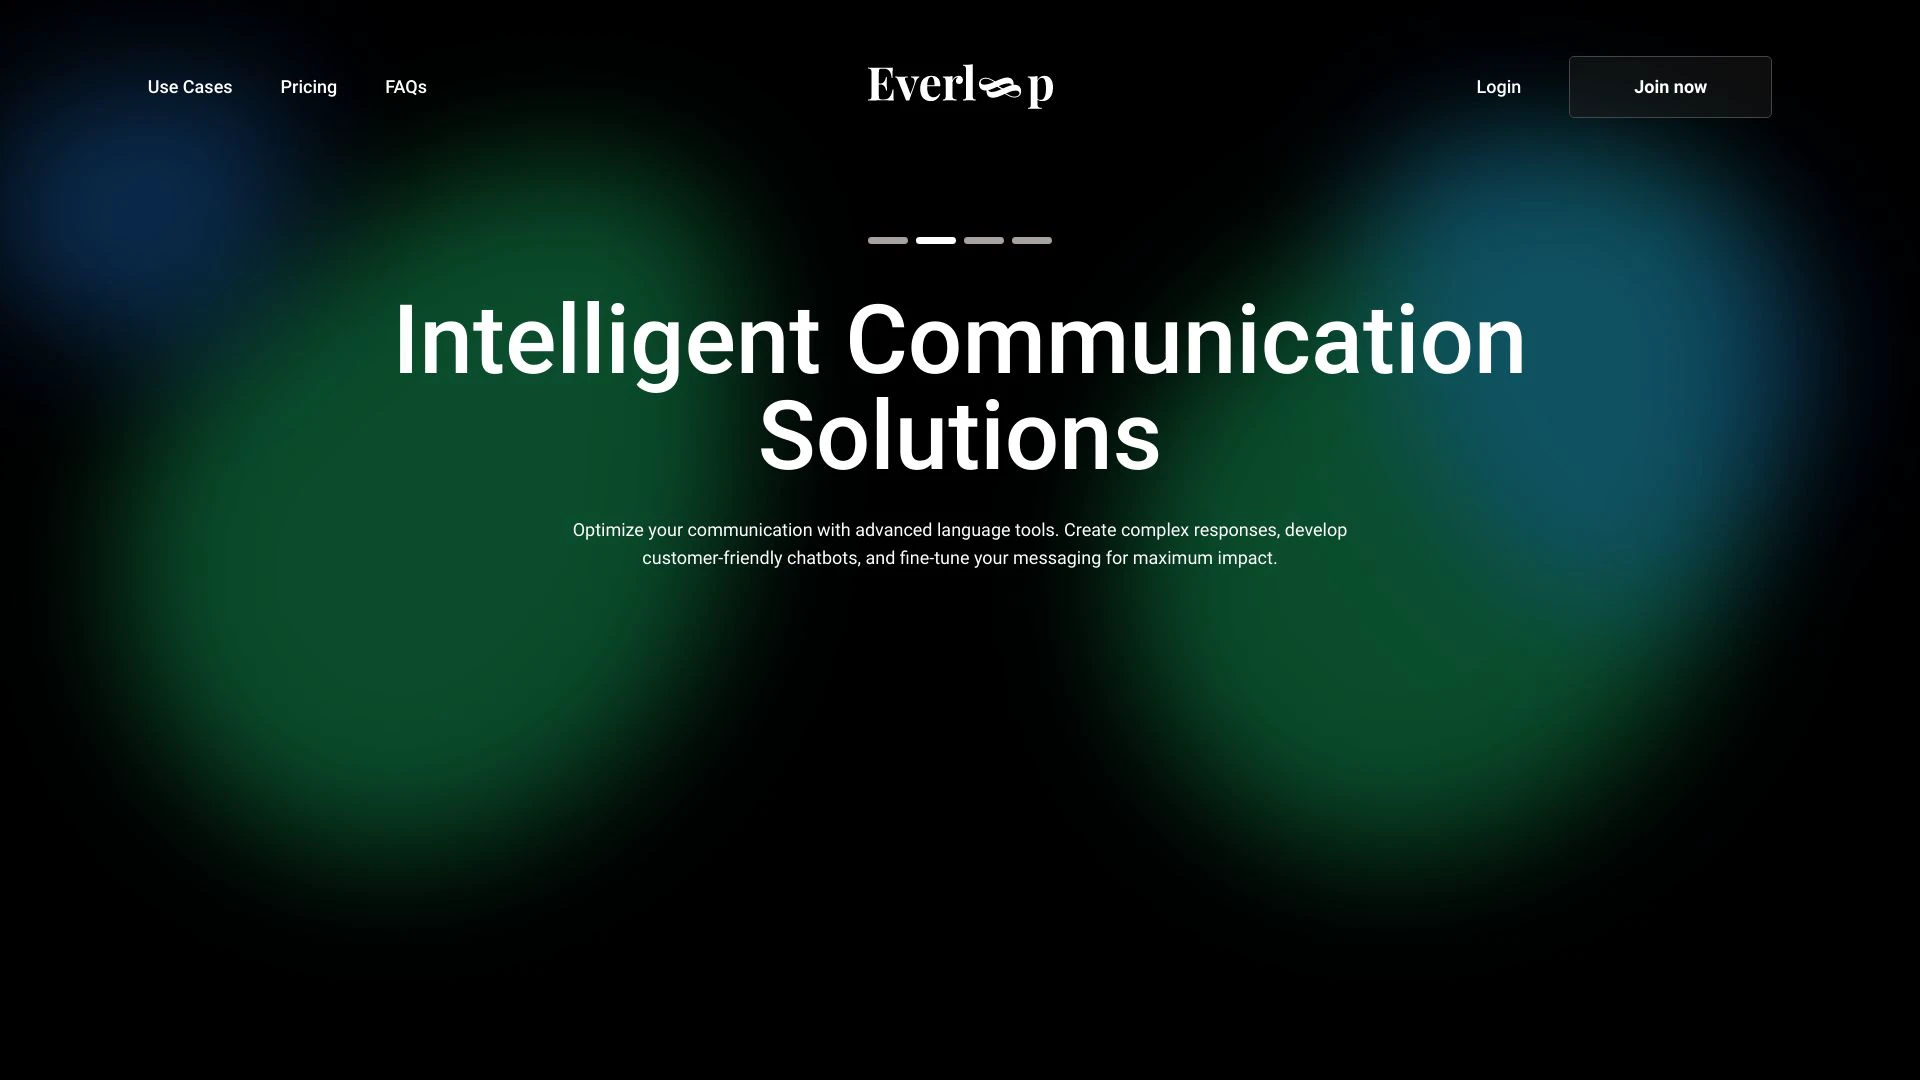 Use Cases
Pricing
FAQs
Everloop
Login
Join now
Intelligent Communication
Solutions
Optimize your communication with advanced language tools. Create complex responses, develop
customer-friendly chatbots, and fine-tune your messaging for maximum impact.